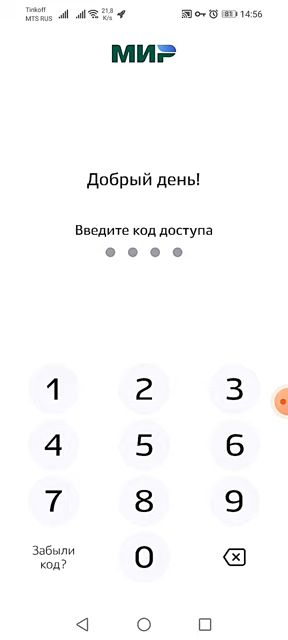 Tinkoff
MTS RUS
21,8
K/s
81
14:56
МИР
Добрый день!
Введите код доступа
1 2 3
4 5 6
7 8 9
Забыли
код?
0